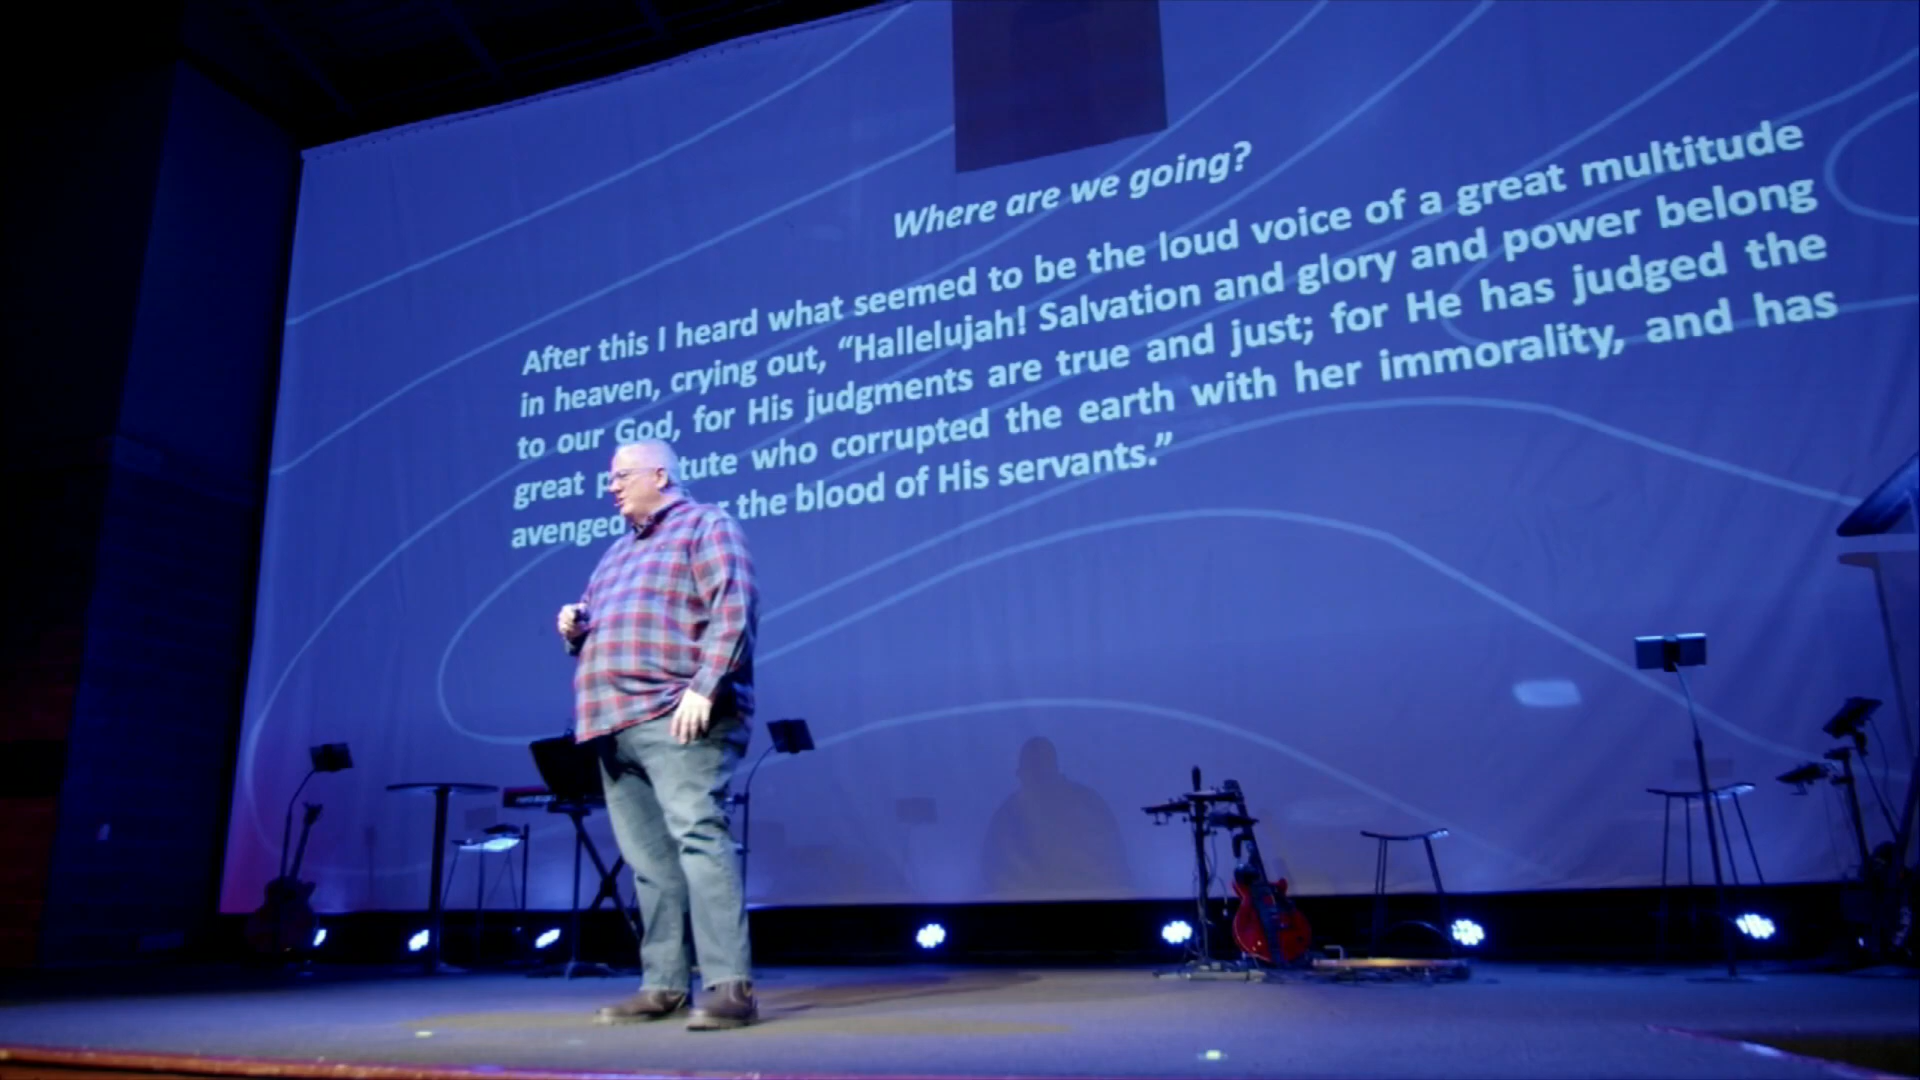 Where are we going?
After this I heard what seemed to be the loud voice of a great multitude
in heaven, crying out, “Hallelujah! Salvation and glory and power belong
to our God, for His judgments are true and just; for He has judged the
great who corrupted the earth with her immorality, and has
avenged the blood of His servants.”